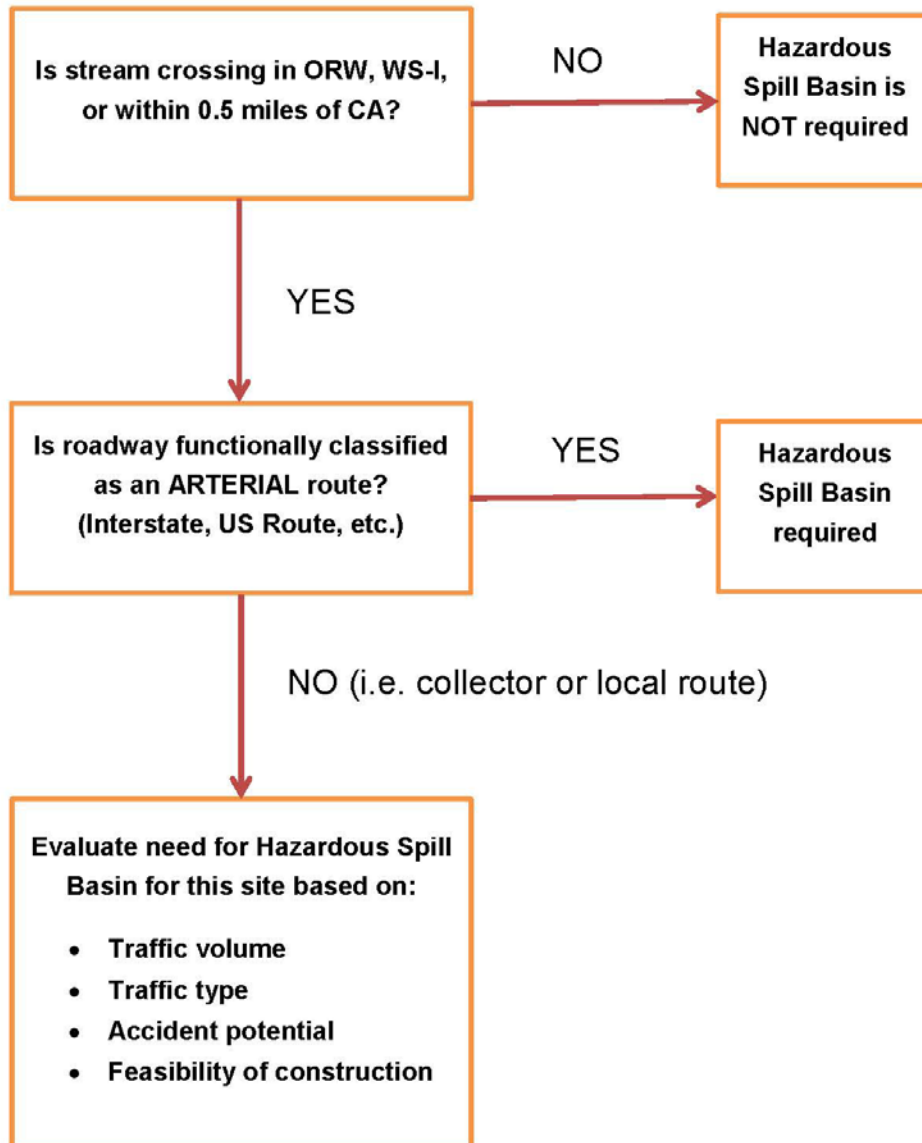 Is stream crossing in ORW, WS-I,
or within 0.5 miles of CA?
NO
Hazardous
Spill Basin is
NOT required
YES
Is roadway functionally classified
as an ARTERIAL route?
(Interstate, US Route, etc.)
YES
Hazardous
Spill Basin
required
NO (i.e. collector or local route)
Evaluate need for Hazardous Spill
Basin for this site based on:
• Traffic volume
• Traffic type
• Accident potential
• Feasibility of construction